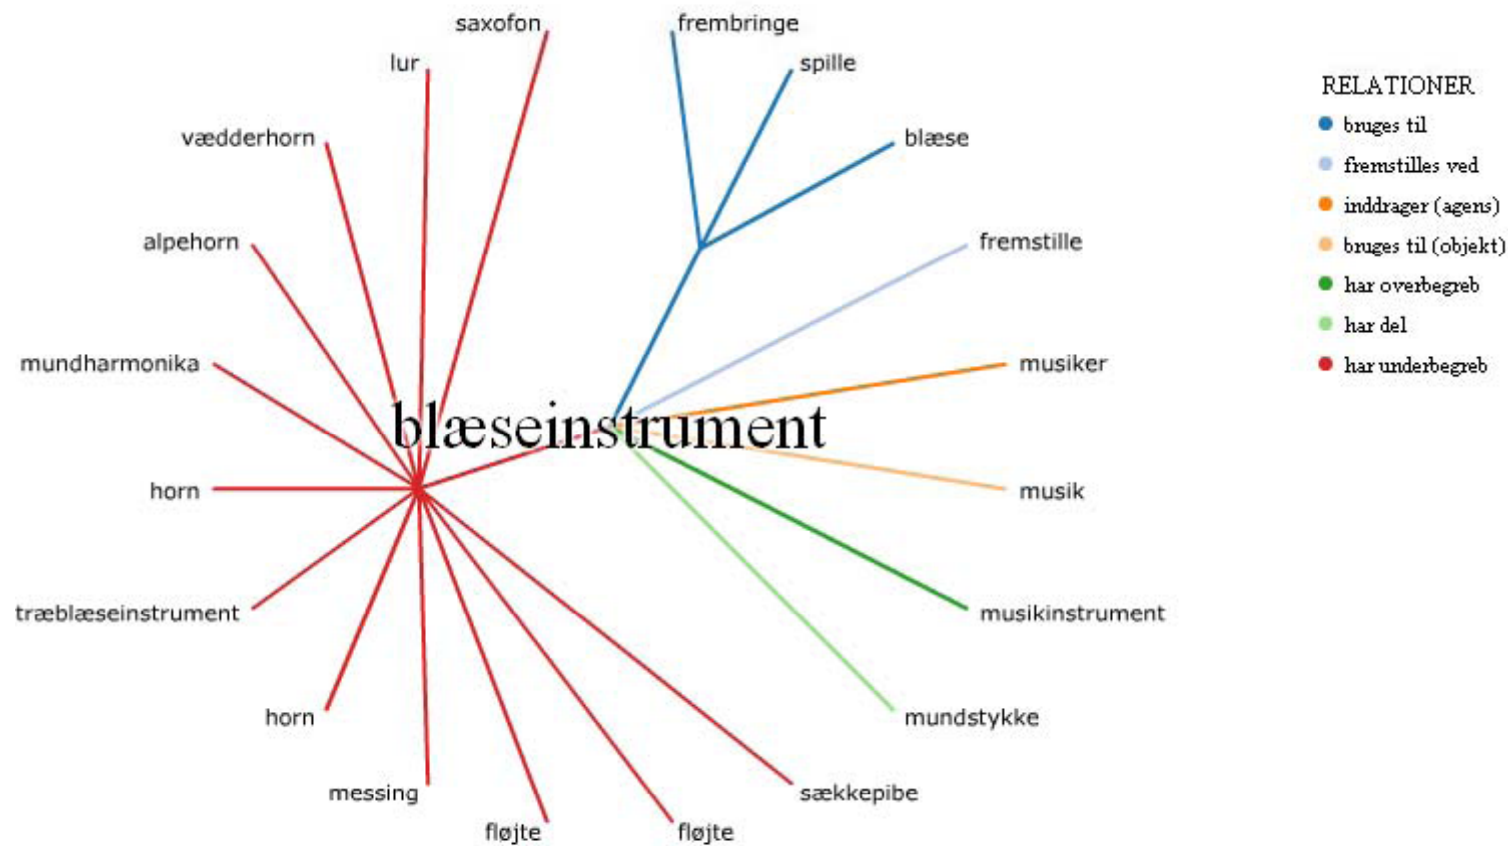 saxofon
frembringe
lur
spille
vædderhorn
blæse
alpehorn
fremstille
mundharmonika
musiker
blæseinstrument
horn
musik
træblæseinstrument
musikinstrument
horn
mundstykke
messing
sækkepibe
fløjte
fløjte
RELATIONER
bruges til
fremstilles ved
inddrager (agens)
bruges til (objekt)
har overbegreb
har del
har underbegreb